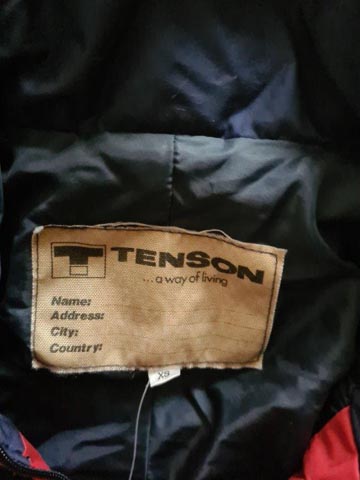 T TENSON
...a way of living
Name:
Address:
City:
Country:
XS